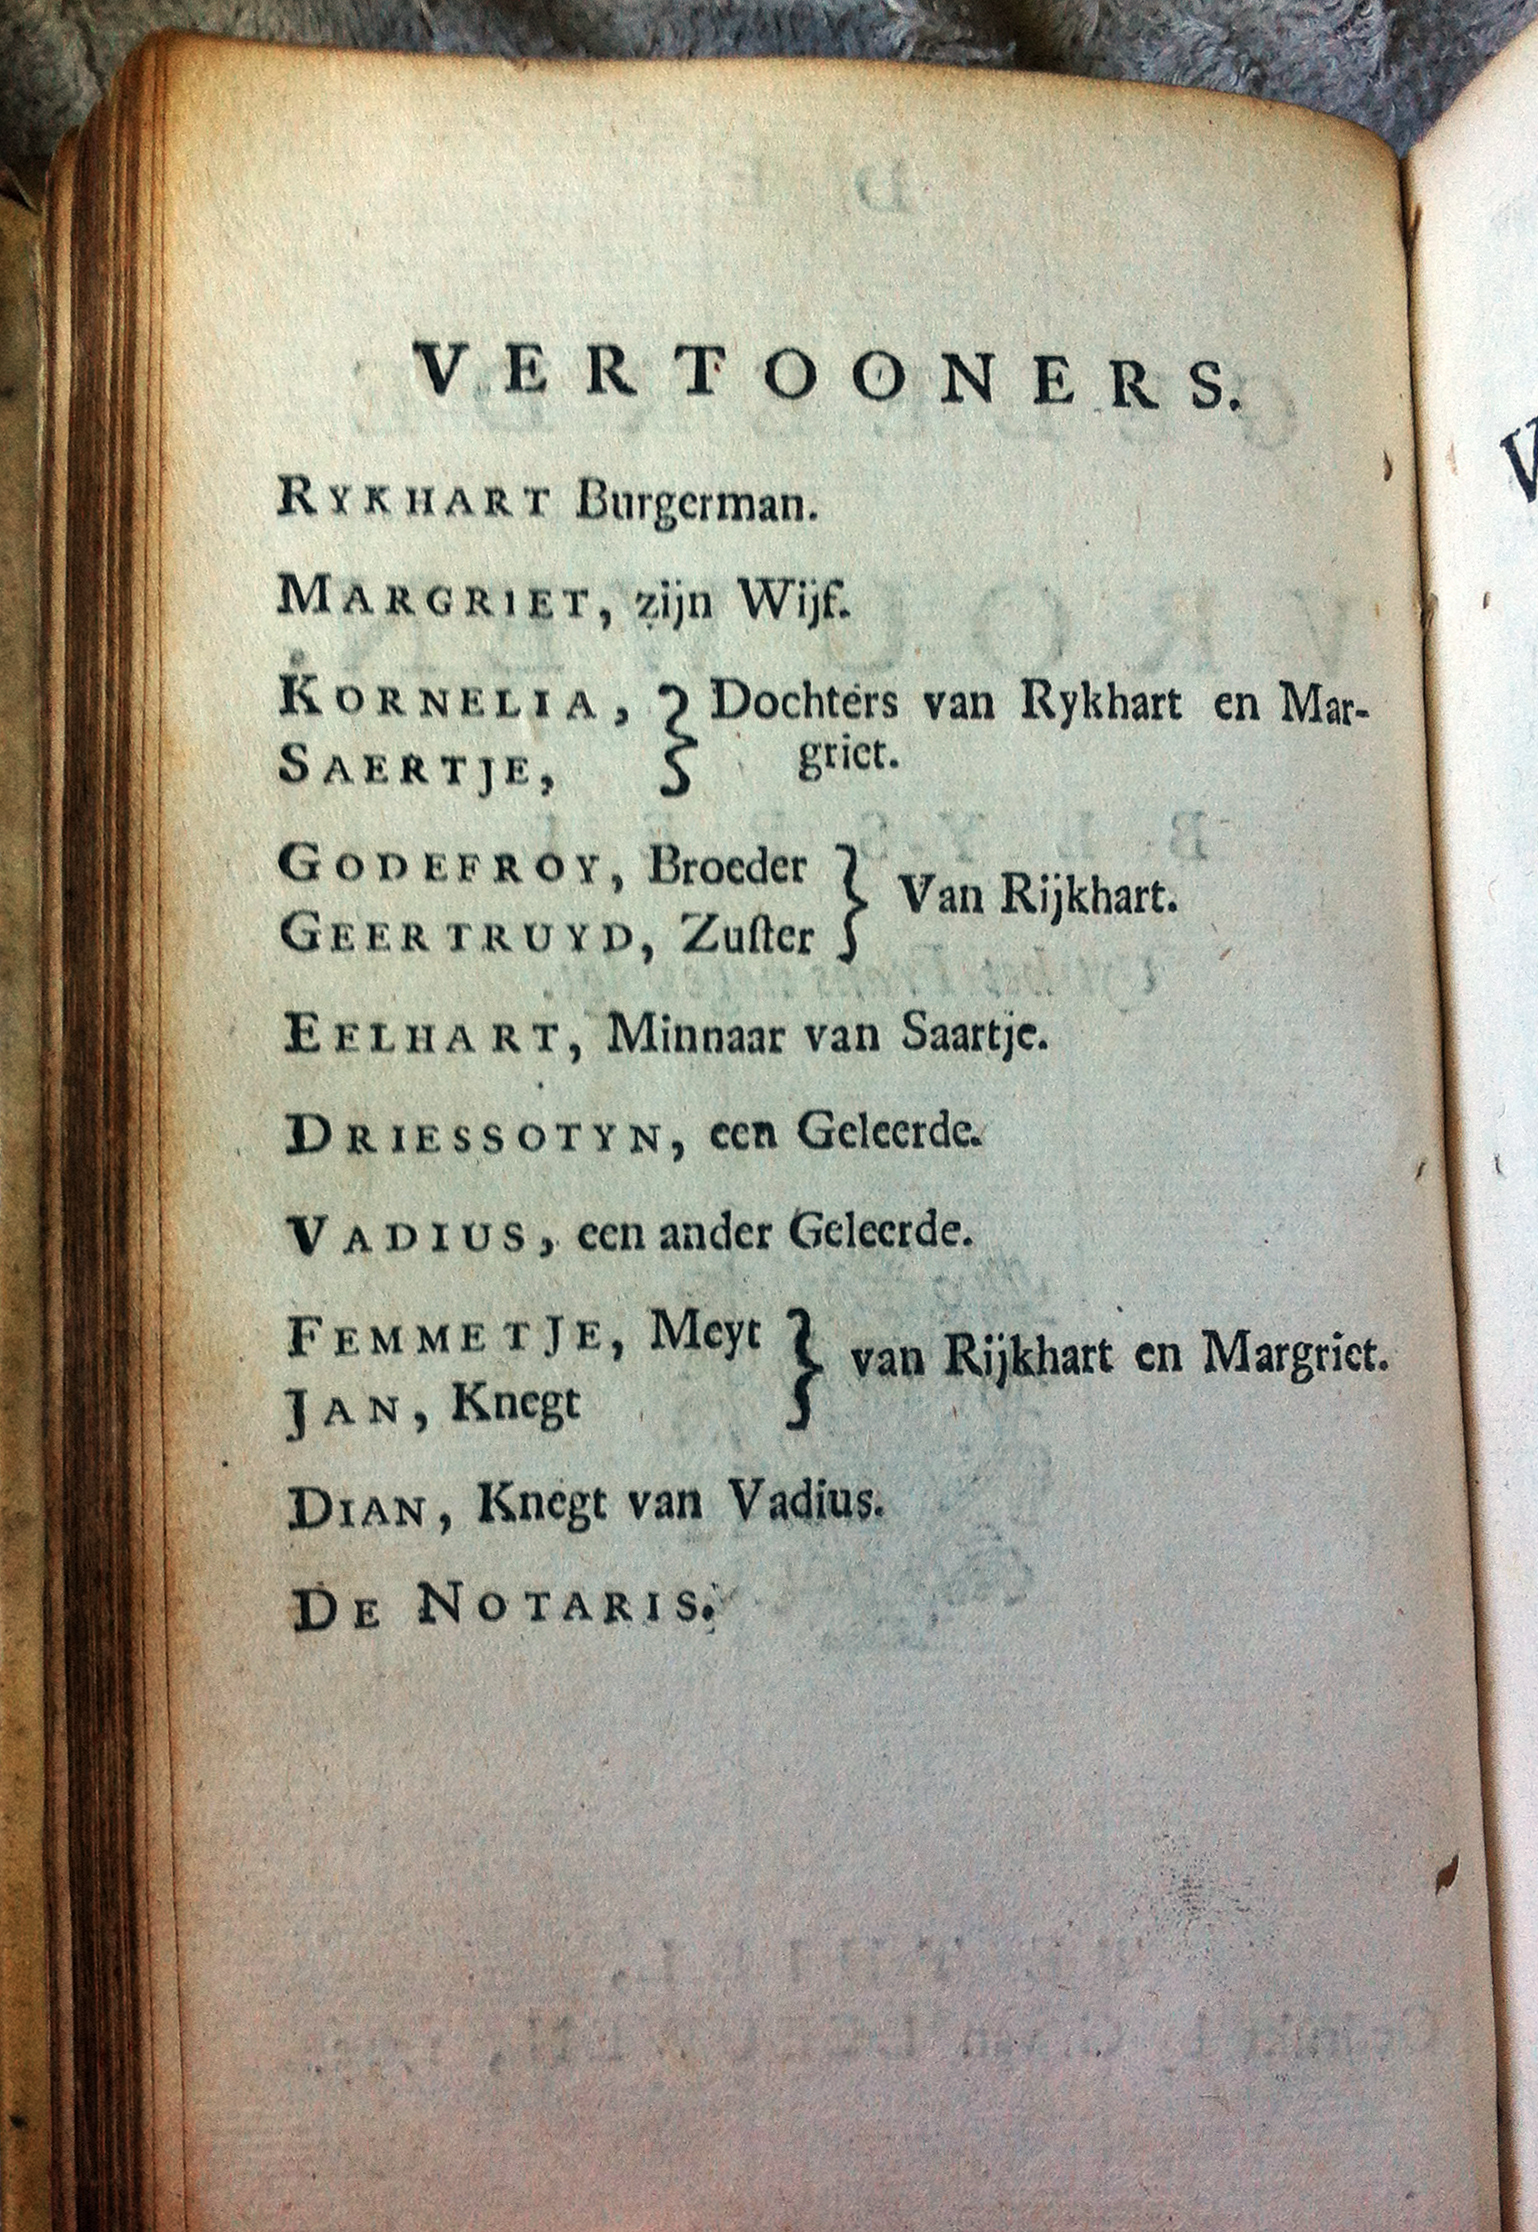 VERTOONERS.
RYKHART Burgerman.
MARGRIET, zijn Wijf.
KORNELIA, } Dochters van Rykhart en Mar-
SAERTJE, } griet.
GODEFROY, Broeder } Van Rijkhart.
GEERTRUYD, Zuſter }
EELHART, Minnaar van Saartje.
DRIESSOTYN, een Geleerde.
VADIUS, een ander Geleerde.
FEMMETJE, Meyt } van Rijkhart en Margriet.
JAN, Knegt }
DIAN, Knegt van Vadius.
DE NOTARIS.